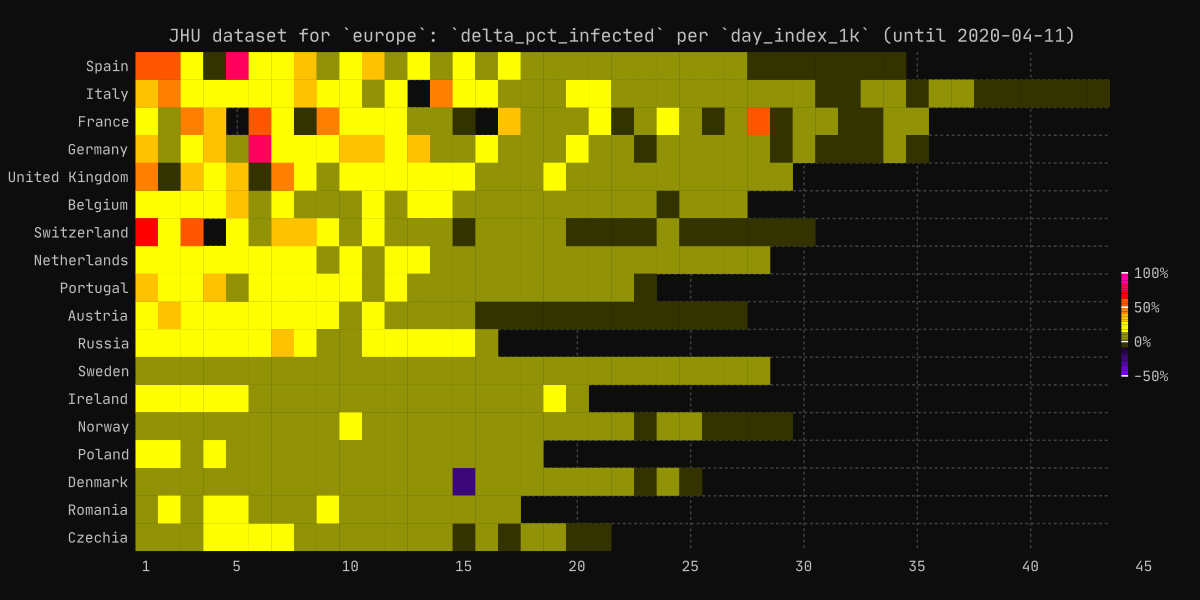 JHU dataset for `europe`: `delta_pct_infected` per `day_index_1k` (until 2020-04-11)
Spain
Italy
France
Germany
United Kingdom
Belgium
Switzerland
Netherlands
Portugal
Austria
Russia
Sweden
Ireland
Norway
Poland
Denmark
Romania
Czechia
100%
50%
0%
-50%
1 5 10 15 20 25 30 35 40 45